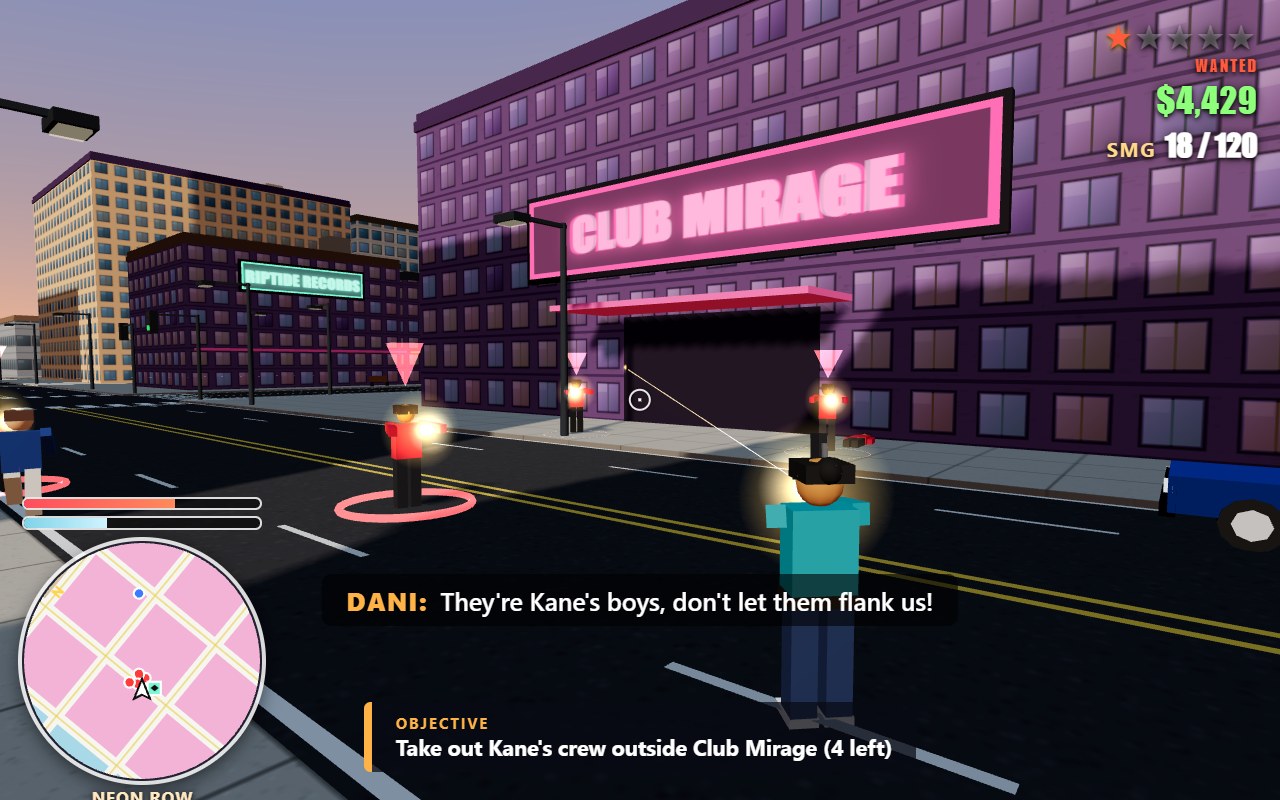 WANTED
$4,429
SMG 18 / 120
CLUB MIRAGE
RIPTIDE RECORDS
DANI: They're Kane's boys, don't let them flank us!
OBJECTIVE
Take out Kane's crew outside Club Mirage (4 left)
N
NEON ROW